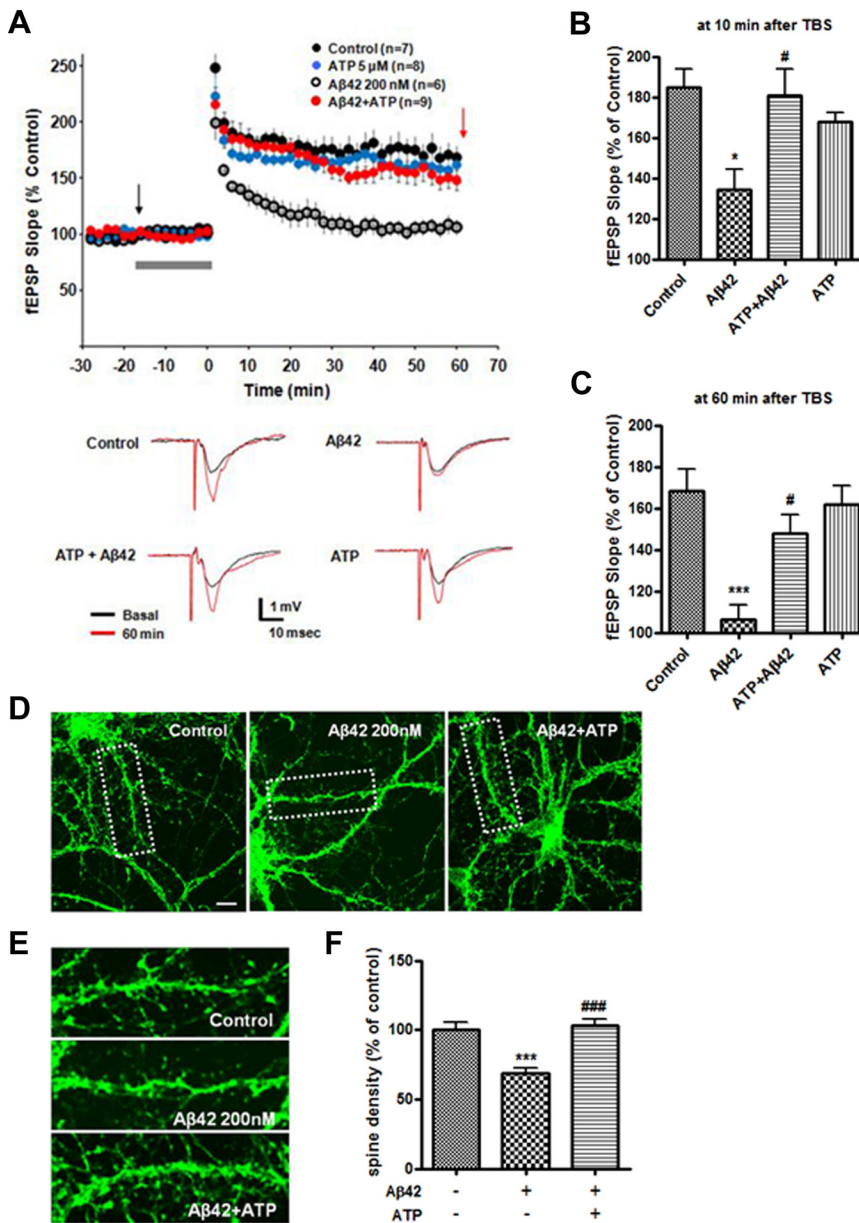 A
Control (n=7)
ATP 5 µM (n=8)
Aβ42 200 nM (n=6)
Aβ42+ATP (n=9)
fEPSP Slope (% Control)
250
200
150
100
50
-30 -20 -10 0 10 20 30 40 50 60 70
Time (min)
Control
Aβ42
ATP + Aβ42
ATP
Basal
60 min
1 mV
10 msec
B
at 10 min after TBS
fEPSP Slope (% of Control)
200
180
160
140
120
100
*
#
Control
Aβ42
ATP+Aβ42
ATP
C
at 60 min after TBS
fEPSP Slope (% of Control)
200
180
160
140
120
100
***
#
Control
Aβ42
ATP+Aβ42
ATP
D
Control
Aβ42 200nM
Aβ42+ATP
E
Control
Aβ42 200nM
Aβ42+ATP
F
spine density (% of control)
150
100
50
0
***
###
Aβ42 - + +
ATP - - +